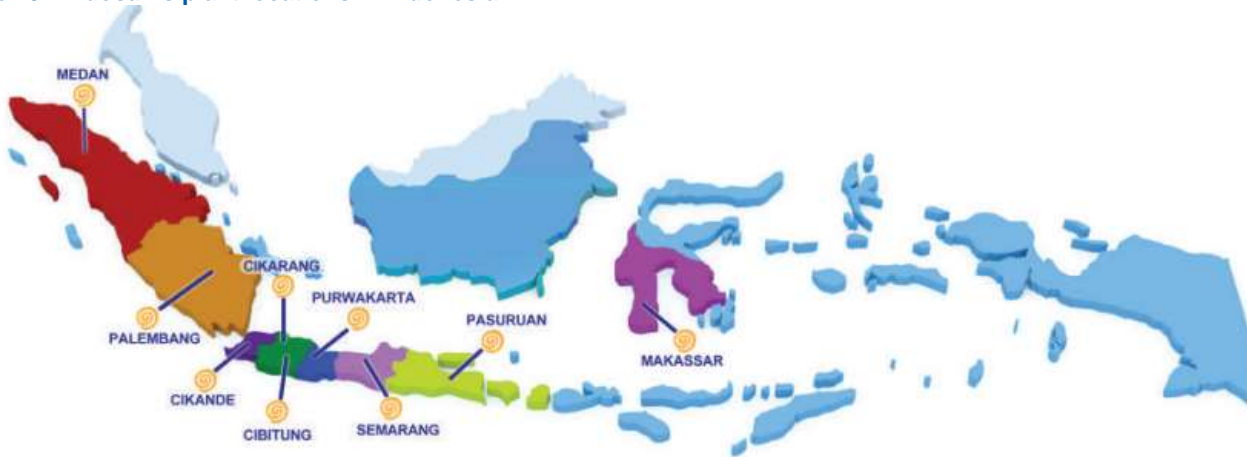 MEDAN
CIKARANG
PURWAKARTA
PASURUAN
PALEMBANG
MAKASSAR
CIKANDE
CIBITUNG
SEMARANG